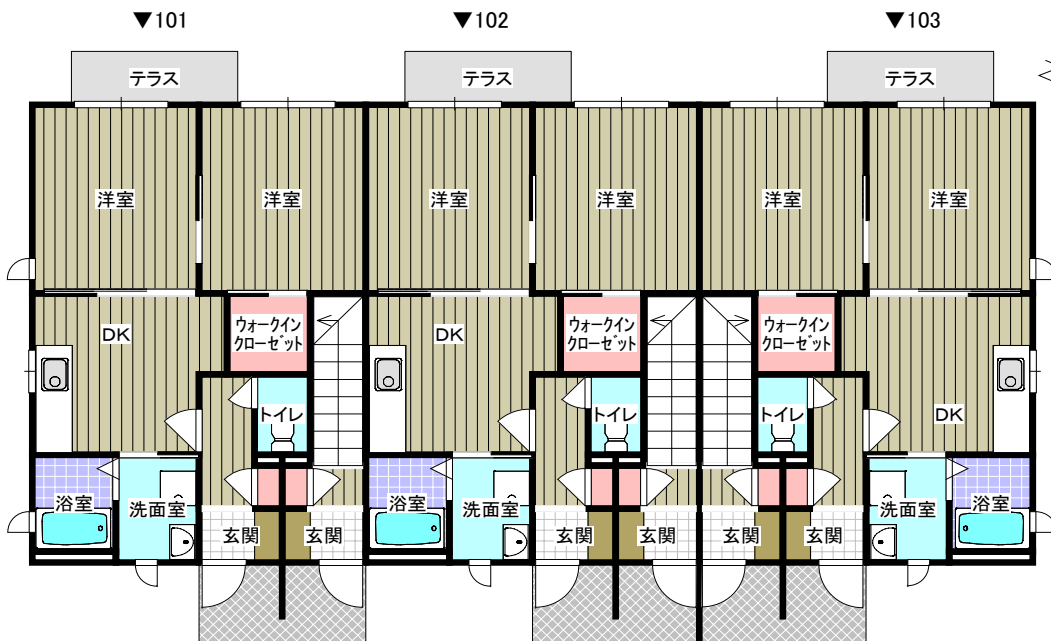 ▼101
▼102
▼103
テラス
テラス
テラス
洋室
洋室
洋室
洋室
洋室
洋室
DK
ウォークイン
クローゼット
DK
ウォークイン
クローゼット
ウォークイン
クローゼット
DK
トイレ
トイレ
トイレ
浴室
洗面室
玄関
玄関
浴室
洗面室
玄関
玄関
玄関
玄関
洗面室
浴室